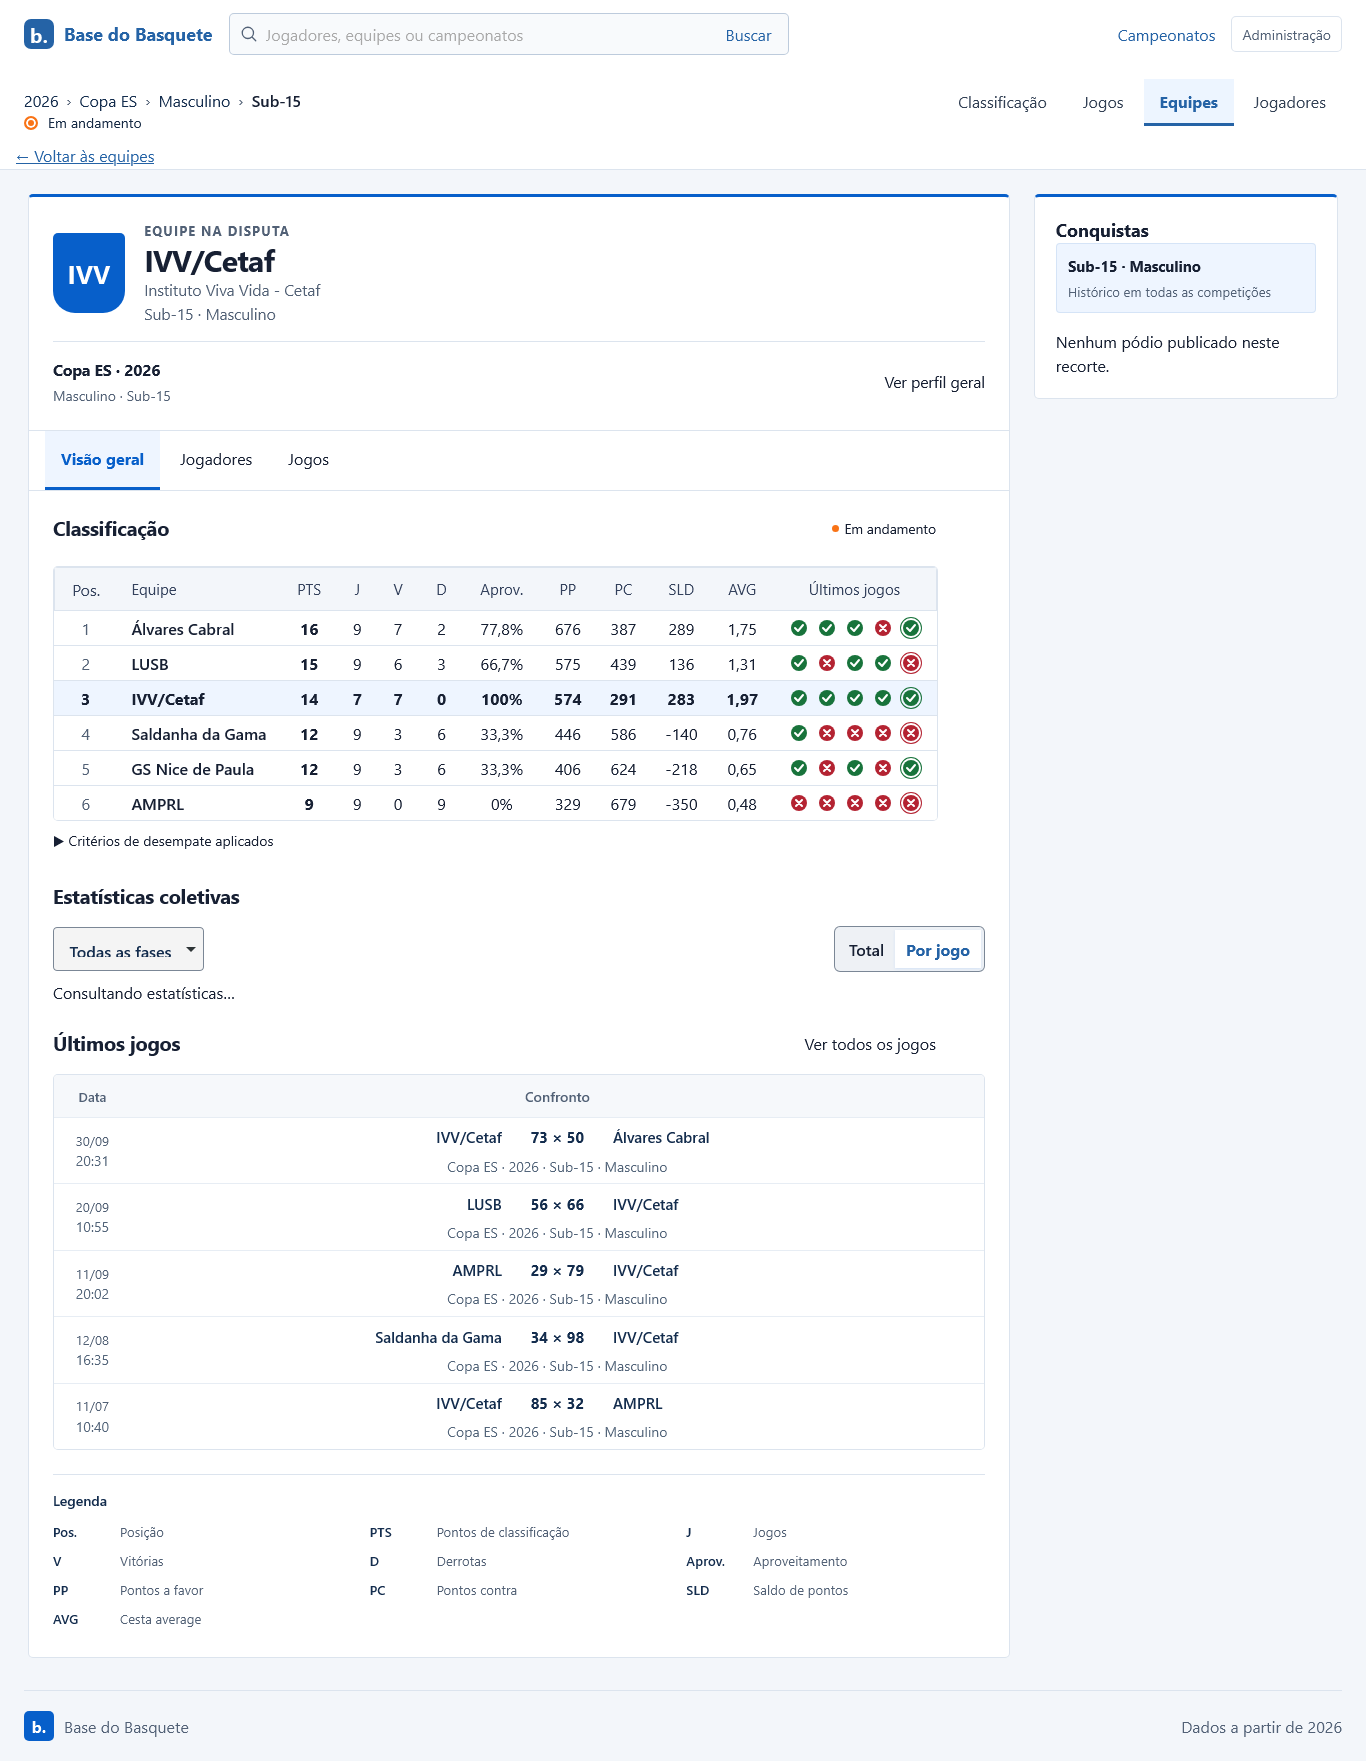 b. Base do Basquete
Jogadores, equipes ou campeonatos
Buscar
Campeonatos
Administração
2026 › Copa ES › Masculino › Sub-15
Em andamento
Classificação Jogos Equipes Jogadores
← Voltar às equipes
IVV
EQUIPE NA DISPUTA
IVV/Cetaf
Instituto Viva Vida - Cetaf
Sub-15 · Masculino
Copa ES · 2026
Masculino · Sub-15
Ver perfil geral
Conquistas
Sub-15 · Masculino
Histórico em todas as competições
Nenhum pódio publicado neste
recorte.
Visão geral Jogadores Jogos
Classificação
Em andamento
Pos. Equipe PTS J V D Aprov. PP PC SLD AVG Últimos jogos
1 Álvares Cabral 16 9 7 2 77,8% 676 387 289 1,75
2 LUSB 15 9 6 3 66,7% 575 439 136 1,31
3 IVV/Cetaf 14 7 7 0 100% 574 291 283 1,97
4 Saldanha da Gama 12 9 3 6 33,3% 446 586 -140 0,76
5 GS Nice de Paula 12 9 3 6 33,3% 406 624 -218 0,65
6 AMPRL 9 9 0 9 0% 329 679 -350 0,48
▶ Critérios de desempate aplicados
Estatísticas coletivas
Todas as fases
Total Por jogo
Consultando estatísticas...
Últimos jogos
Ver todos os jogos
Data Confronto
30/09
20:31
IVV/Cetaf 73 × 50 Álvares Cabral
Copa ES · 2026 · Sub-15 · Masculino
20/09
10:55
LUSB 56 × 66 IVV/Cetaf
Copa ES · 2026 · Sub-15 · Masculino
11/09
20:02
AMPRL 29 × 79 IVV/Cetaf
Copa ES · 2026 · Sub-15 · Masculino
12/08
16:35
Saldanha da Gama 34 × 98 IVV/Cetaf
Copa ES · 2026 · Sub-15 · Masculino
11/07
10:40
IVV/Cetaf 85 × 32 AMPRL
Copa ES · 2026 · Sub-15 · Masculino
Legenda
Pos. Posição PTS Pontos de classificação J Jogos
V Vitórias D Derrotas Aprov. Aproveitamento
PP Pontos a favor PC Pontos contra SLD Saldo de pontos
AVG Cesta average
b. Base do Basquete
Dados a partir de 2026